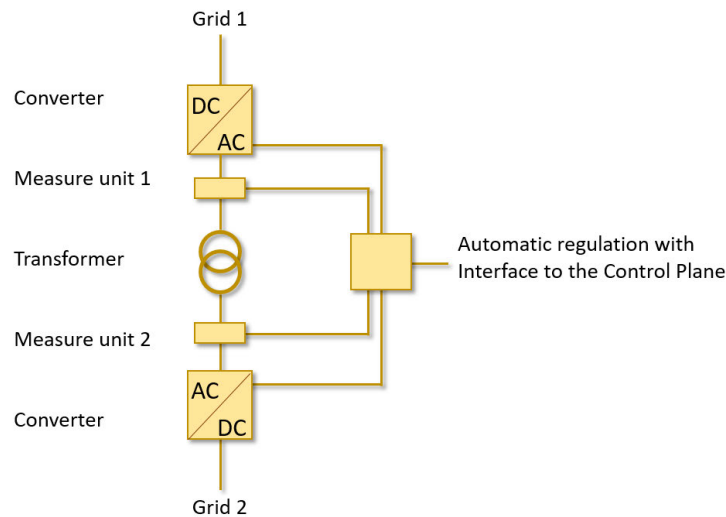 Grid 1
Converter
DC
AC
Measure unit 1
Transformer
Automatic regulation with
Interface to the Control Plane
Measure unit 2
AC
Converter
DC
Grid 2